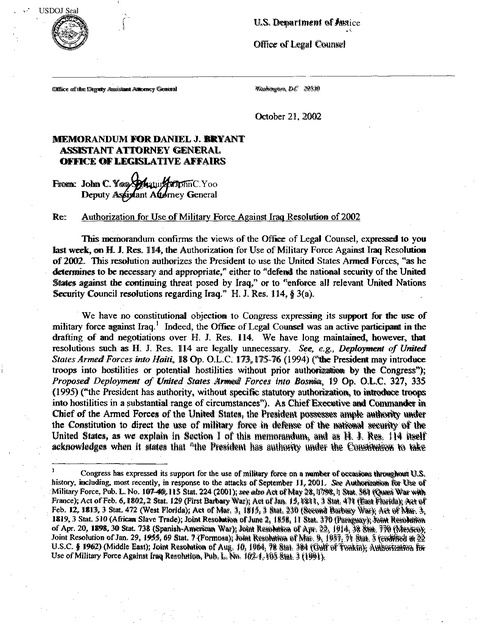 USDOJ Seal
U.S. Department of Justice
Office of Legal Counsel
Office of the Deputy Assistant Attorney General
Washington, D.C. 20530
October 21, 2002
MEMORANDUM FOR DANIEL J. BRYANT
ASSISTANT ATTORNEY GENERAL
OFFICE OF LEGISLATIVE AFFAIRS
From: John C. Yoo John C. Yoo
Deputy Assistant Attorney General
Re: Authorization for Use of Military Force Against Iraq Resolution of 2002
This memorandum confirms the views of the Office of Legal Counsel, expressed to you
last week, on H. J. Res. 114, the Authorization for Use of Military Force Against Iraq Resolution
of 2002. This resolution authorizes the President to use the United States Armed Forces, "as he
determines to be necessary and appropriate," either to "defend the national security of the United
States against the continuing threat posed by Iraq," or to "enforce all relevant United Nations
Security Council resolutions regarding Iraq." H. J. Res. 114, § 3(a).
We have no constitutional objection to Congress expressing its support for the use of
military force against Iraq.1 Indeed, the Office of Legal Counsel was an active participant in the
drafting of and negotiations over H. J. Res. 114. We have long maintained, however, that
resolutions such as H. J. Res. 114 are legally unnecessary. See, e.g., Deployment of United
States Armed Forces into Haiti, 18 Op. O.L.C. 173, 175-76 (1994) ("the President may introduce
troops into hostilities or potential hostilities without prior authorization by the Congress");
Proposed Deployment of United States Armed Forces into Bosnia, 19 Op. O.L.C. 327, 335
(1995) ("the President has authority, without specific statutory authorization, to introduce troops
into hostilities in a substantial range of circumstances"). As Chief Executive and Commander in
Chief of the Armed Forces of the United States, the President possesses ample authority under
the Constitution to direct the use of military force in defense of the national security of the
United States, as we explain in Section I of this memorandum, and as H. J. Res. 114 itself
acknowledges when it states that "the President has authority under the Constitution to take
1 Congress has expressed its support for the use of military force on a number of occasions throughout U.S.
history, including, most recently, in response to the attacks of September 11, 2001. See Authorization for Use of
Military Force, Pub. L. No. 107-40, 115 Stat. 224 (2001); see also Act of May 28, 1798, 1 Stat. 561 (Quasi War with
France); Act of Feb. 6, 1802, 2 Stat. 129 (First Barbary War); Act of Jan. 15, 1811, 3 Stat. 471 (East Florida); Act of
Feb. 12, 1813, 3 Stat. 472 (West Florida); Act of Mar. 3, 1815, 3 Stat. 230 (Second Barbary War); Act of Mar. 3,
1819, 3 Stat. 510 (African Slave Trade); Joint Resolution of June 2, 1858, 11 Stat. 370 (Paraguay); Joint Resolution
of Apr. 20, 1898, 30 Stat. 738 (Spanish-American War); Joint Resolution of Apr. 22, 1914, 38 Stat. 770 (Mexico);
Joint Resolution of Jan. 29, 1955, 69 Stat. 7 (Formosa); Joint Resolution of Mar. 9, 1957, 71 Stat. 5 (codified at 22
U.S.C. § 1962) (Middle East); Joint Resolution of Aug. 10, 1964, 78 Stat. 384 (Gulf of Tonkin); Authorization for
Use of Military Force Against Iraq Resolution, Pub. L. No. 102-1, 105 Stat. 3 (1991).